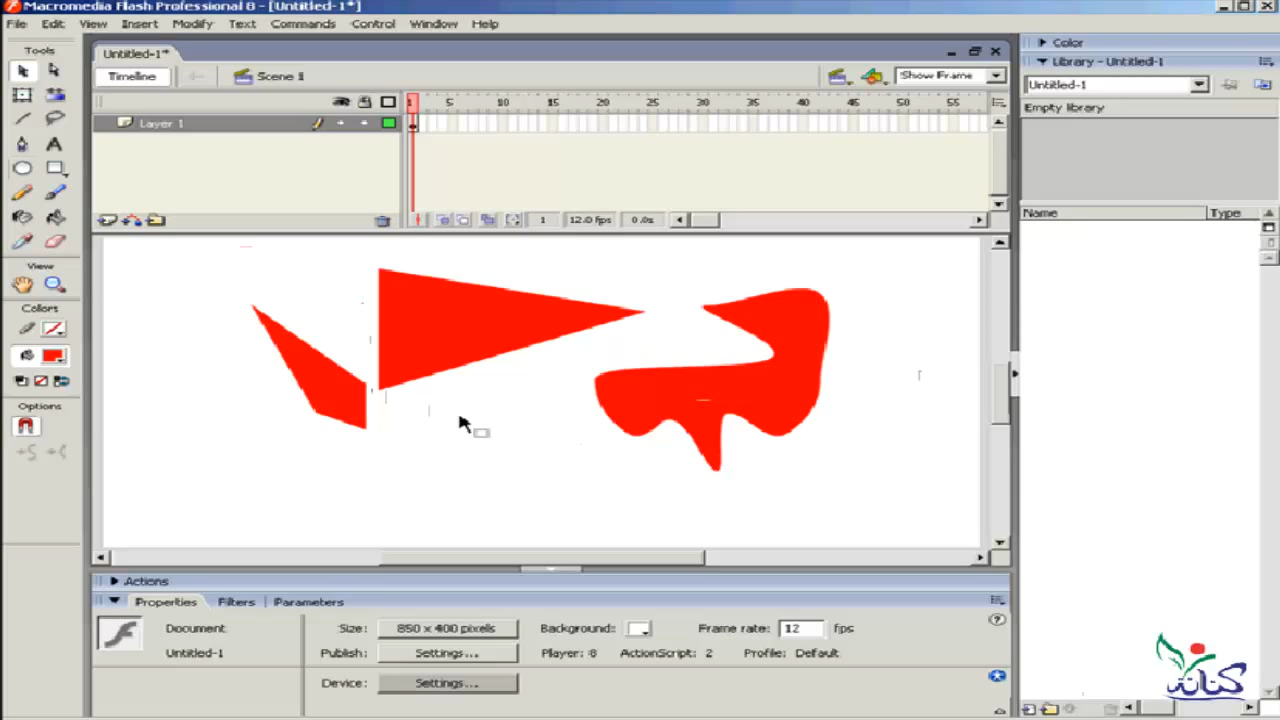 Macromedia Flash Professional 8 - [Untitled-1*]
File Edit View Insert Modify Text Commands Control Window Help
Tools
Untitled-1*
Timeline Scene 1 Show Frame
1 5 10 15 20 25 30 35 40 45 50 55
Layer 1
1 12.0 fps 0.0s
View
Colors
Options
Color
Library - Untitled-1
Untitled-1
Empty library
Name Type
Actions
Properties Filters Parameters
Document Size: 850 x 400 pixels Background: Frame rate: 12 fps
Untitled-1 Publish: Settings... Player: 8 ActionScript: 2 Profile: Default
Device: Settings...
كنانة